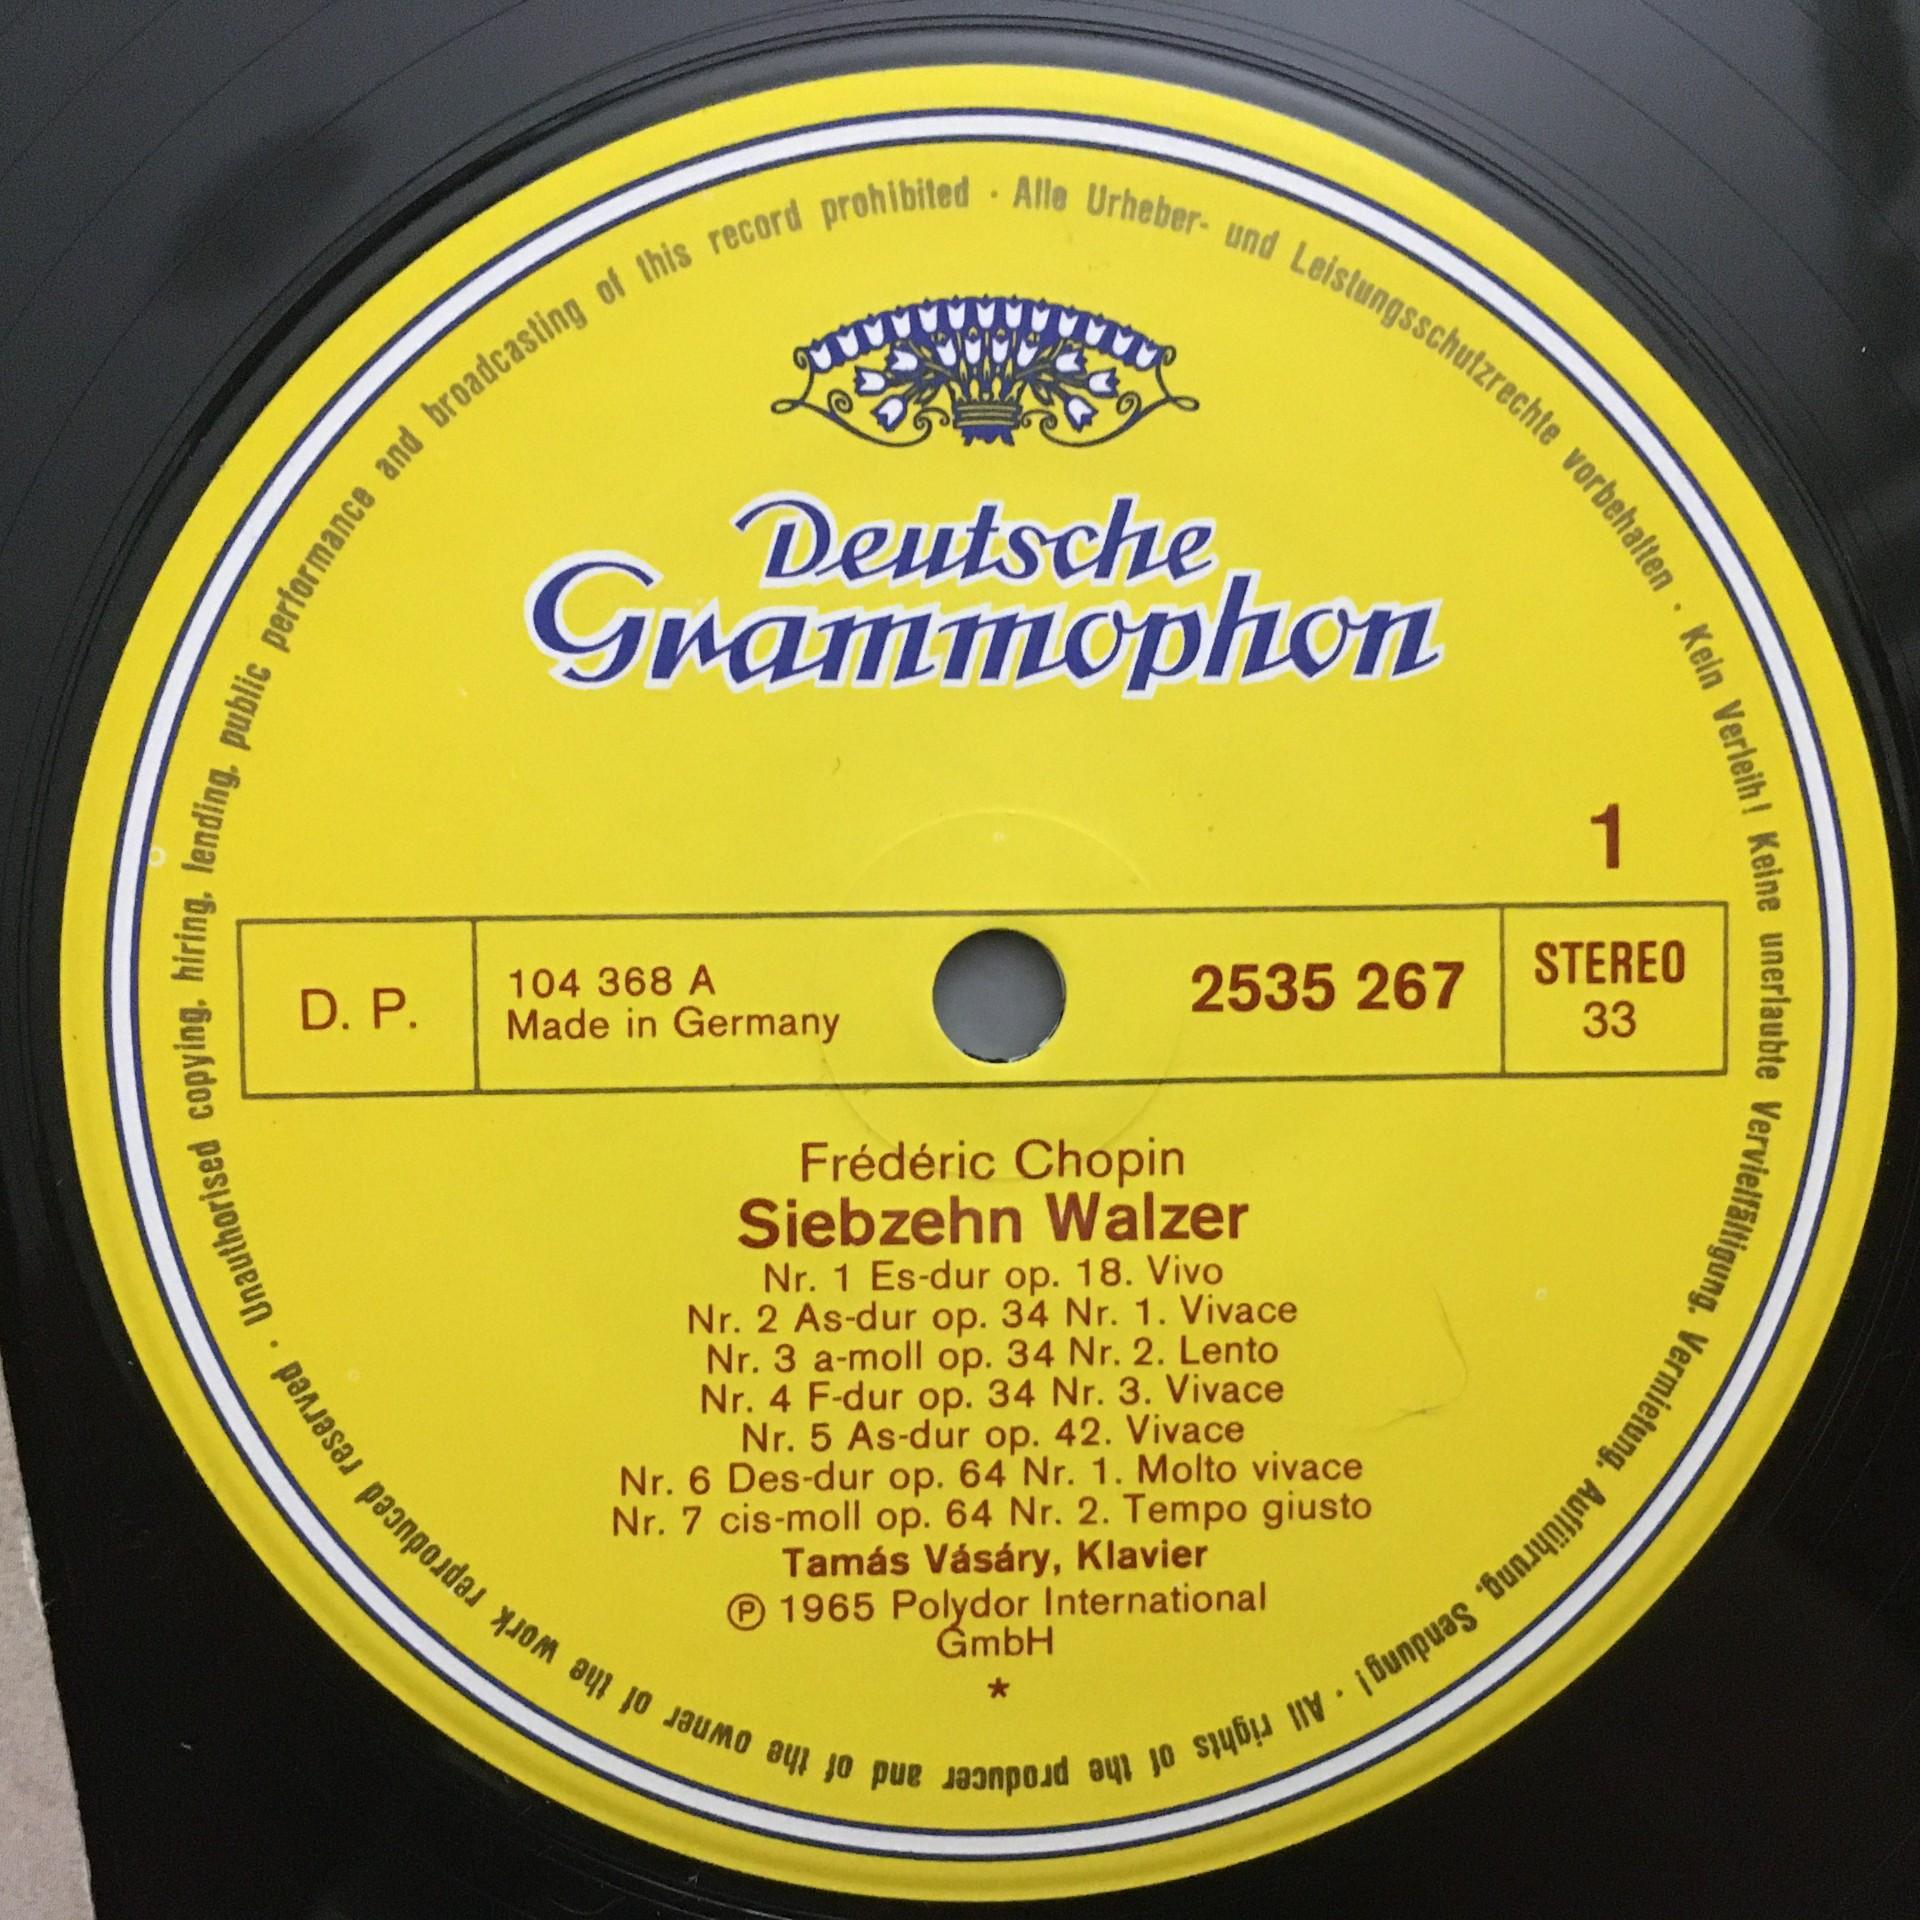 Deutsche
Grammophon
1
D. P.
104 368 A
Made in Germany
2535 267
STEREO
33
Frédéric Chopin
Siebzehn Walzer
Nr. 1 Es-dur op. 18. Vivo
Nr. 2 As-dur op. 34 Nr. 1. Vivace
Nr. 3 a-moll op. 34 Nr. 2. Lento
Nr. 4 F-dur op. 34 Nr. 3. Vivace
Nr. 5 As-dur op. 42. Vivace
Nr. 6 Des-dur op. 64 Nr. 1. Molto vivace
Nr. 7 cis-moll op. 64 Nr. 2. Tempo giusto
Tamás Vásáry, Klavier
Ⓟ 1965 Polydor International
GmbH
*
Alle Urheber- und Leistungsschutzrechte vorbehalten · Kein Verleih! Keine unerlaubte Vervielfältigung, Vermietung, Aufführung, Sendung! · All rights of the producer and of the owner of the work reproduced reserved · Unauthorised copying, hiring, lending, public performance and broadcasting of this record prohibited ·